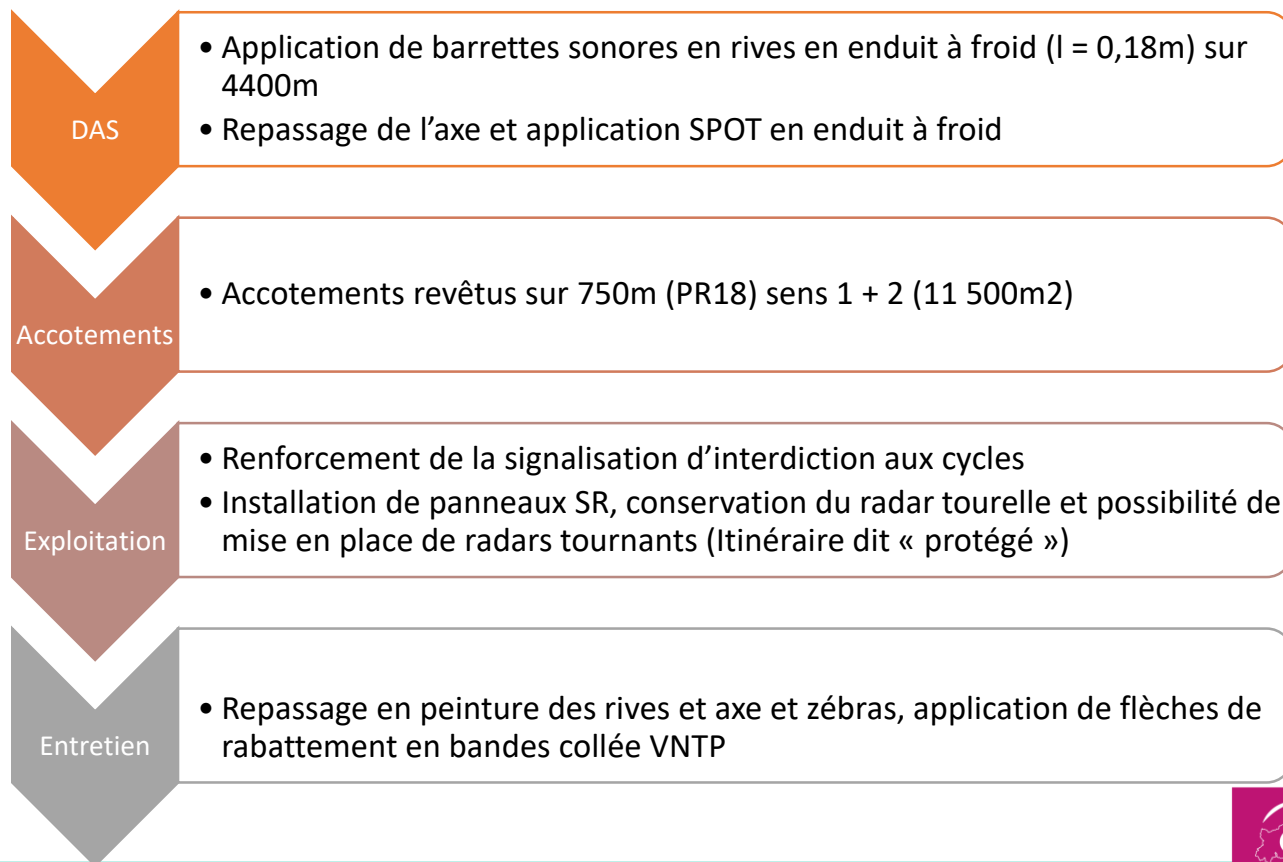 DAS
• Application de barrettes sonores en rives en enduit à froid (l = 0,18m) sur
4400m
• Repassage de l’axe et application SPOT en enduit à froid
Accotements
• Accotements revêtus sur 750m (PR18) sens 1 + 2 (11 500m2)
Exploitation
• Renforcement de la signalisation d’interdiction aux cycles
• Installation de panneaux SR, conservation du radar tourelle et possibilité de
mise en place de radars tournants (Itinéraire dit « protégé »)
Entretien
• Repassage en peinture des rives et axe et zébras, application de flèches de
rabattement en bandes collée VNTP